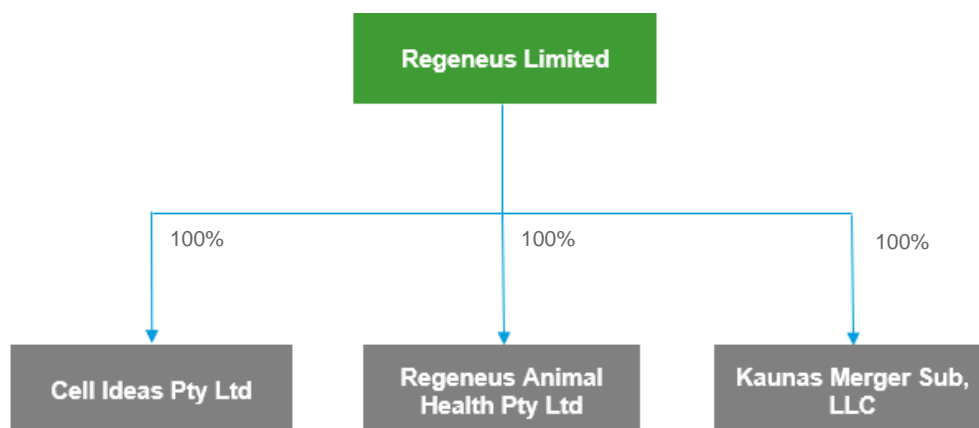 Regeneus Limited
100%
100%
100%
Cell Ideas Pty Ltd
Regeneus Animal
Health Pty Ltd
Kaunas Merger Sub,
LLC